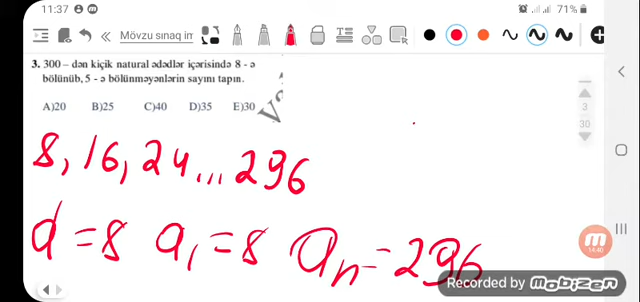 11:37 71%
Mövzu sınaq im
3. 300 – dən kiçik natural ədədlər içərisində 8 - ə
bölünüb, 5 - ə bölünməyənlərin sayını tapın.
A)20 B)25 C)40 D)35 E)30
3
30
8, 16, 24 ... 296
d = 8 a₁ = 8 aₙ = 296
14:40
Recorded by mobizen